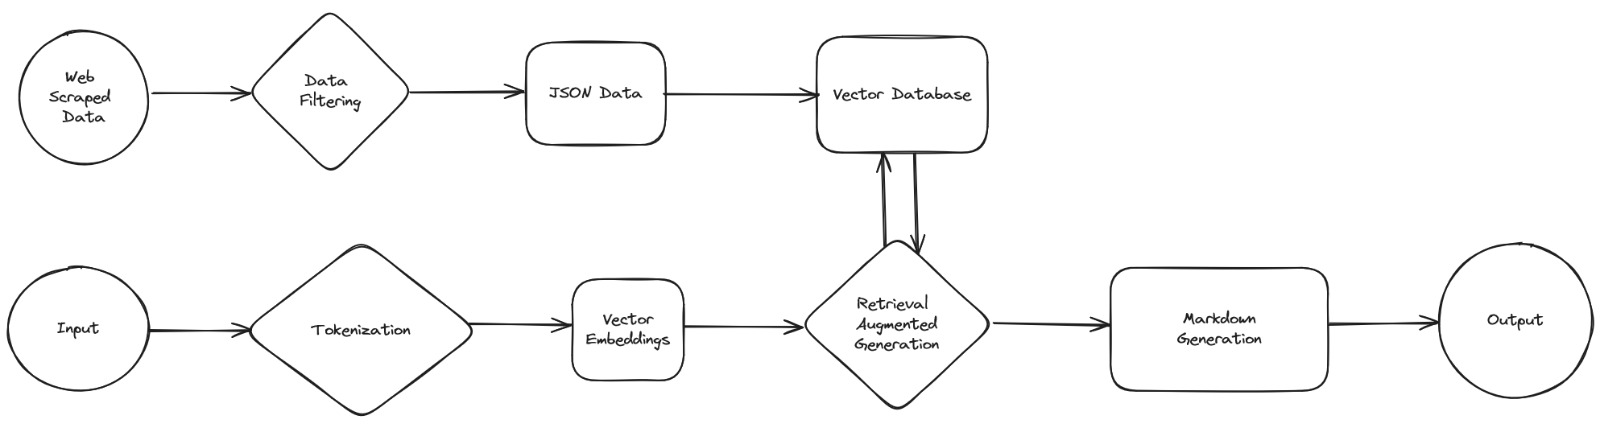 Web
Scraped
Data
Data
Filtering
JSON Data
Vector Database
Input
Tokenization
Vector
Embeddings
Retrieval
Augmented
Generation
Markdown
Generation
Output